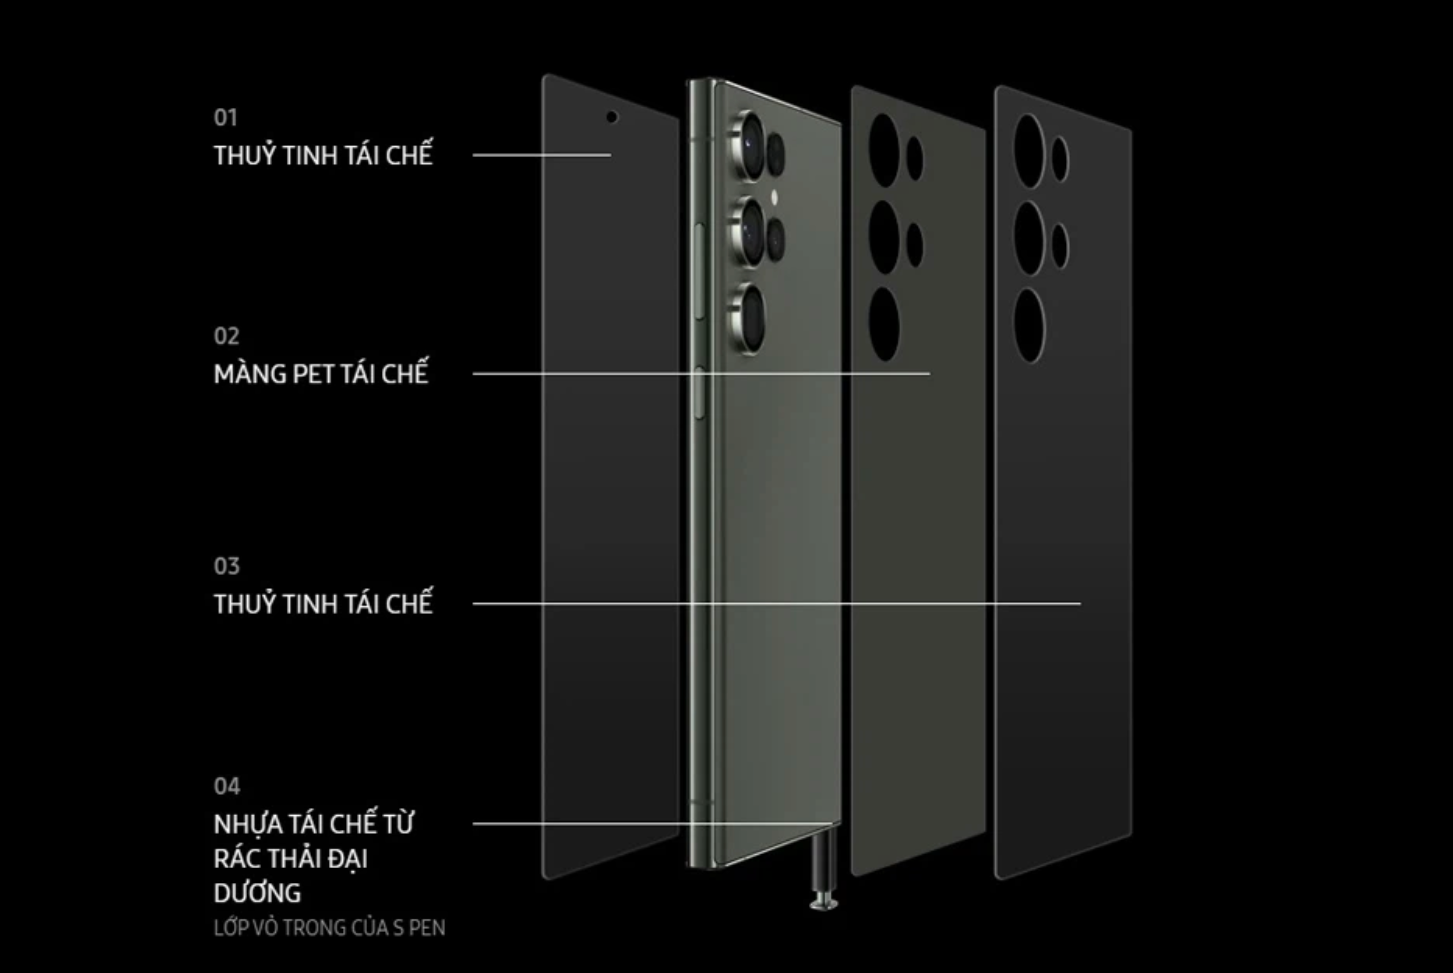 01
THUỶ TINH TÁI CHẾ
02
MÀNG PET TÁI CHẾ
03
THUỶ TINH TÁI CHẾ
04
NHỰA TÁI CHẾ TỪ
RÁC THẢI ĐẠI
DƯƠNG
LỚP VỎ TRONG CỦA S PEN